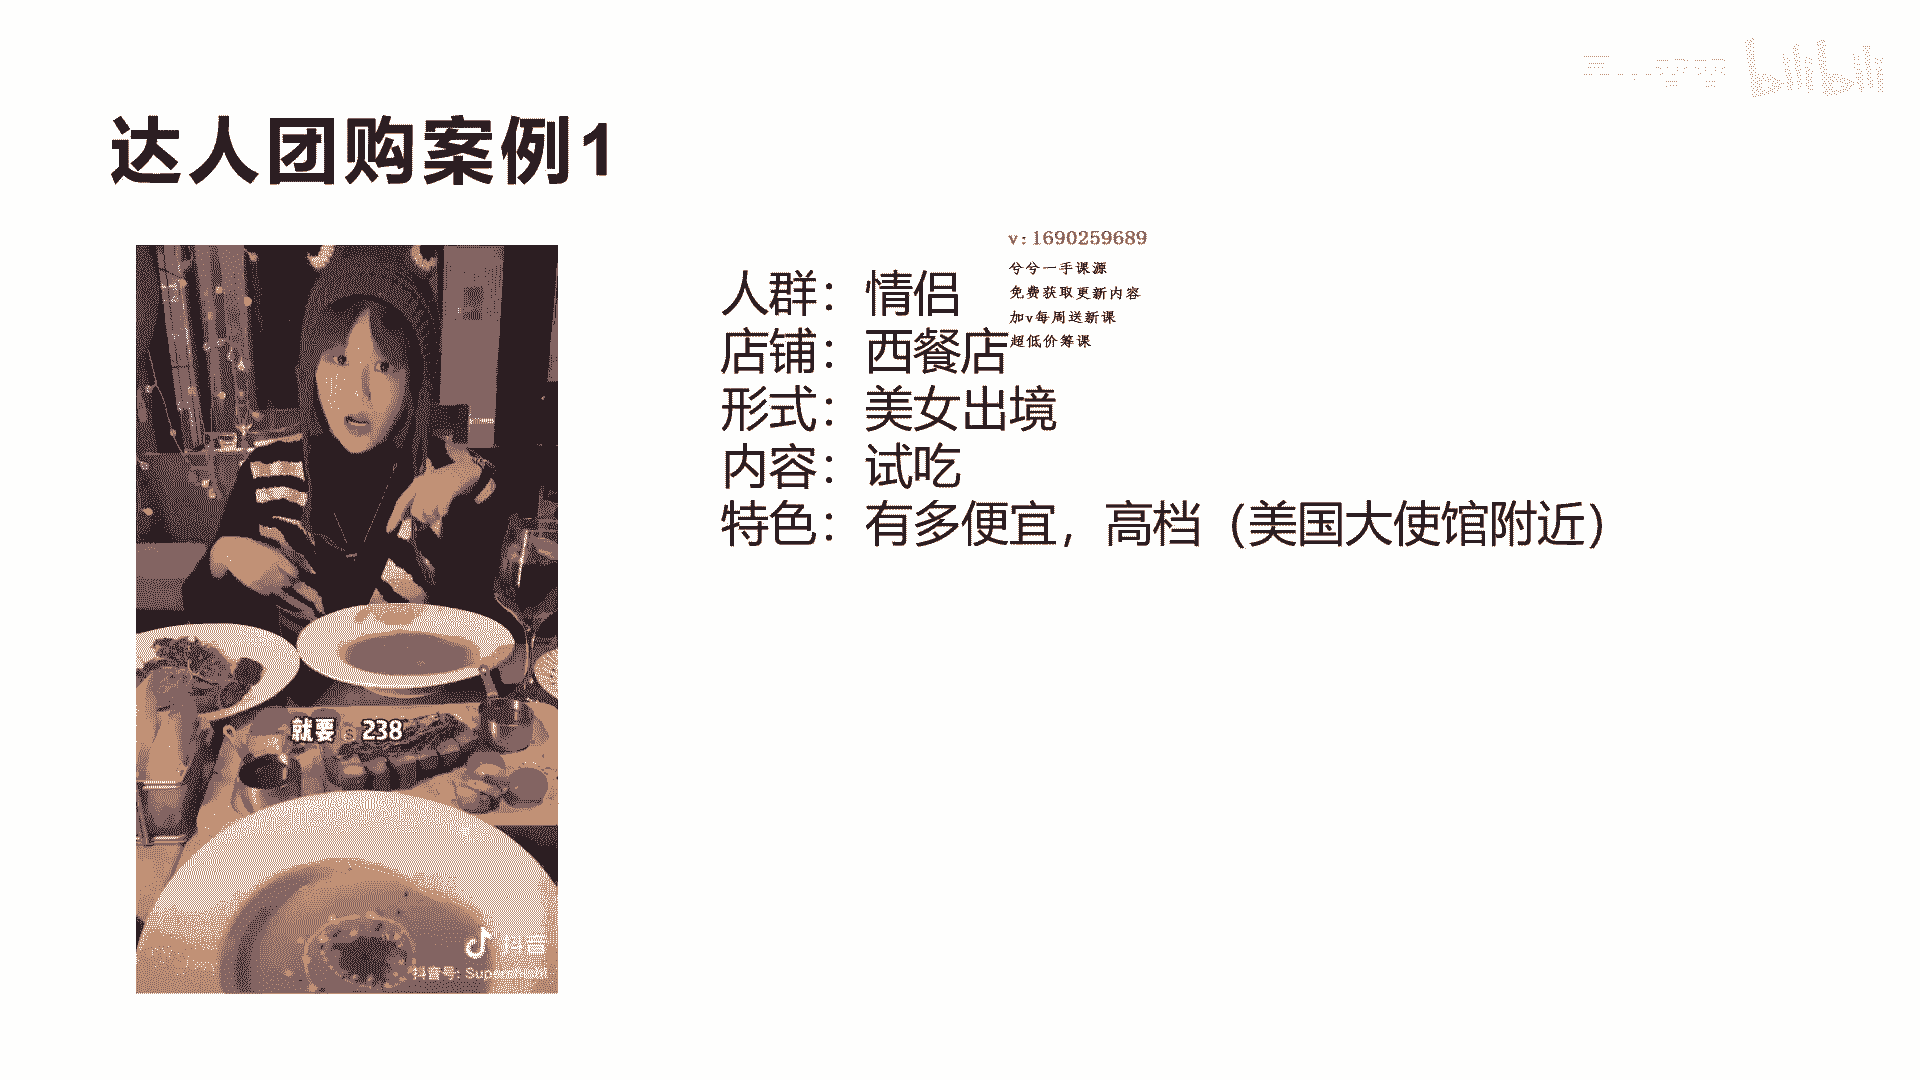 bilibili
达人团购案例1
v:1690259689
兮兮一手课源
免费获取更新内容
加v每周送新课
超低价筹课
人群：情侣
店铺：西餐店
形式：美女出境
内容：试吃
特色：有多便宜，高档（美国大使馆附近）
就要 238
抖音
抖音号: Super